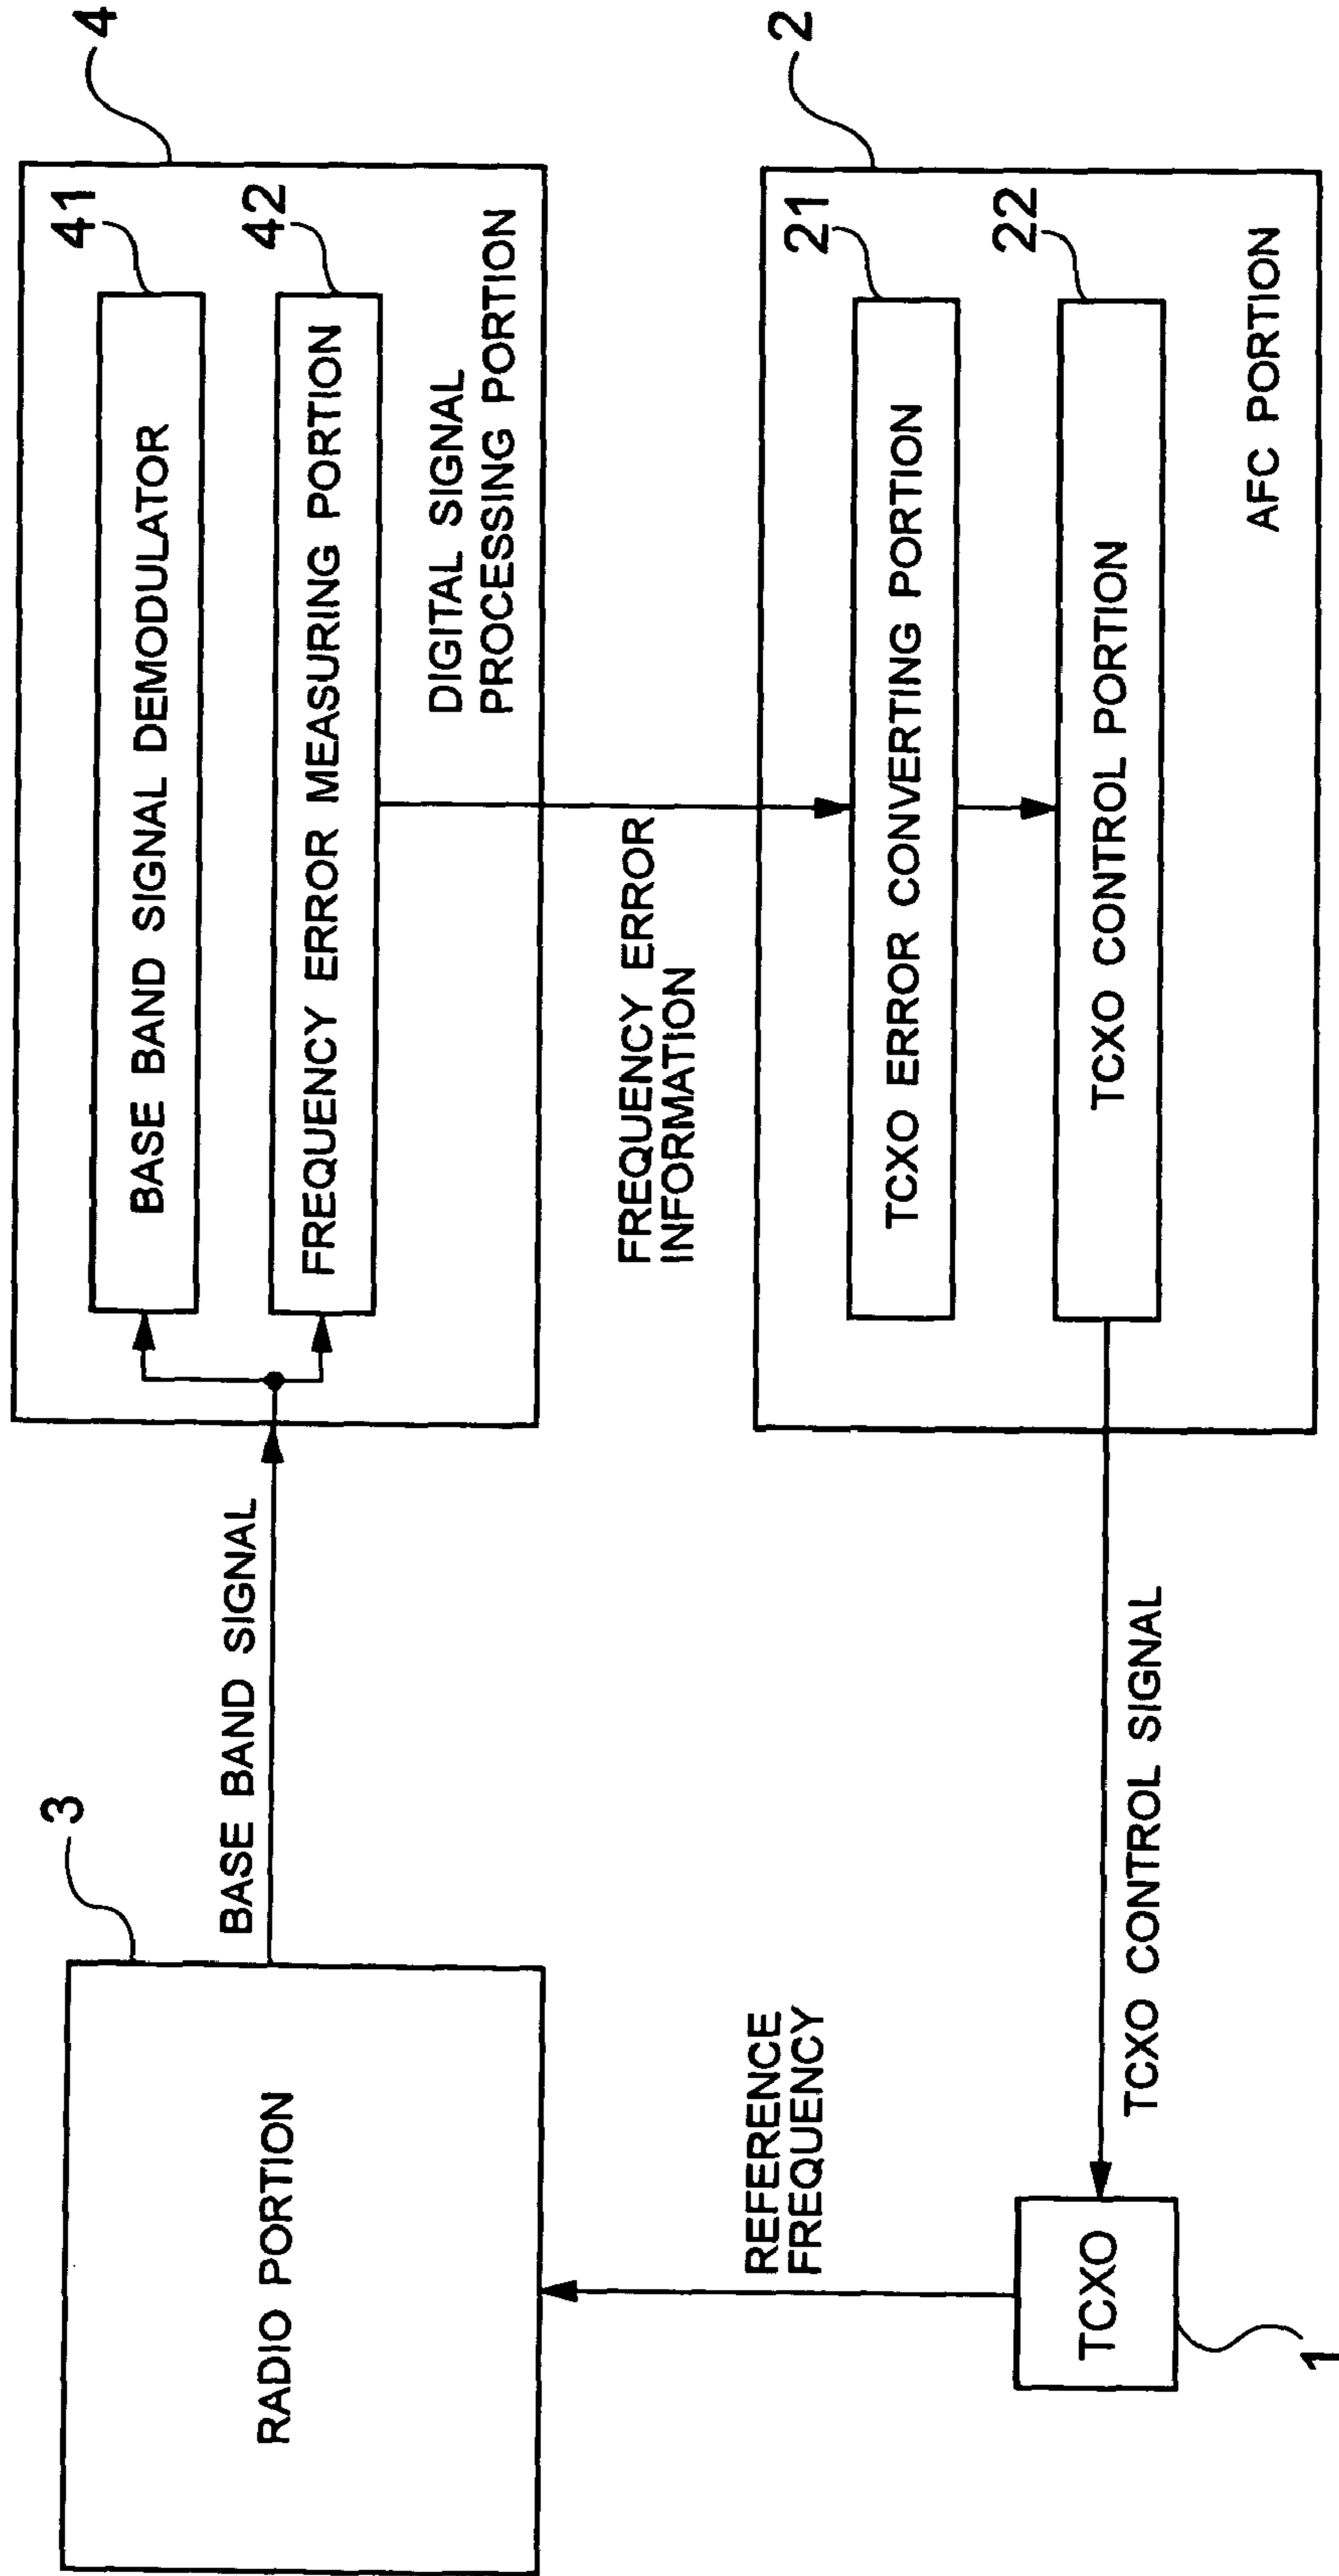 3
RADIO PORTION
BASE BAND SIGNAL
4
41
BASE BAND SIGNAL DEMODULATOR
42
FREQUENCY ERROR MEASURING PORTION
DIGITAL SIGNAL
PROCESSING PORTION
REFERENCE
FREQUENCY
FREQUENCY ERROR
INFORMATION
2
21
TCXO ERROR CONVERTING PORTION
22
TCXO CONTROL PORTION
AFC PORTION
TCXO
1
TCXO CONTROL SIGNAL